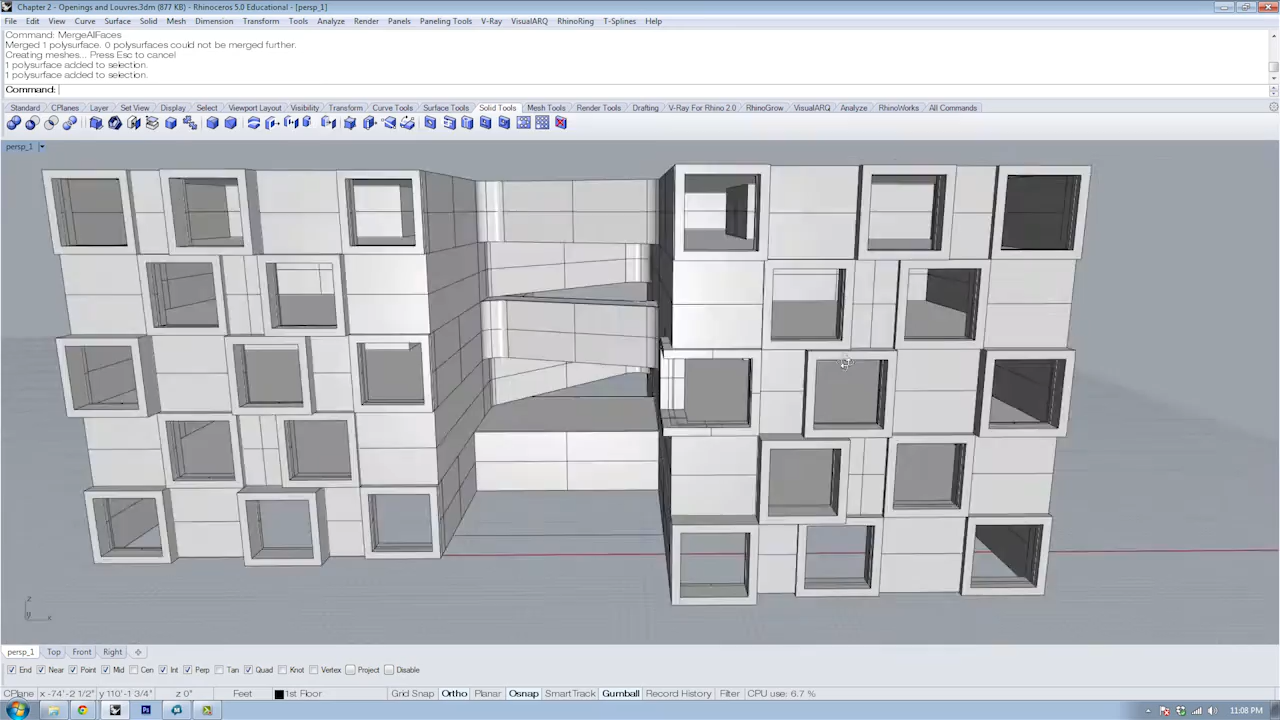 Chapter 2 - Openings and Louvres.3dm (877 KB) - Rhinoceros 5.0 Educational - [persp_1]
File Edit View Curve Surface Solid Mesh Dimension Transform Tools Analyze Render Panels Paneling Tools V-Ray VisualARQ RhinoRing T-Splines Help
Command: MergeAllFaces
Merged 1 polysurface. 0 polysurfaces could not be merged further.
Creating meshes... Press Esc to cancel
1 polysurface added to selection.
1 polysurface added to selection.
Command:
Standard CPlanes Layer Set View Display Select Viewport Layout Visibility Transform Curve Tools Surface Tools Solid Tools Mesh Tools Render Tools Drafting V-Ray For Rhino 2.0 RhinoGrow VisualARQ Analyze RhinoWorks All Commands
persp_1
z
y x
persp_1 Top Front Right
End Near Point Mid Cen Int Perp Tan Quad Knot Vertex Project Disable
CPlane x -74'-2 1/2" y 110'-1 3/4" z 0" Feet 1st Floor Grid Snap Ortho Planar Osnap SmartTrack Gumball Record History Filter CPU use: 6.7 %
11:08 PM